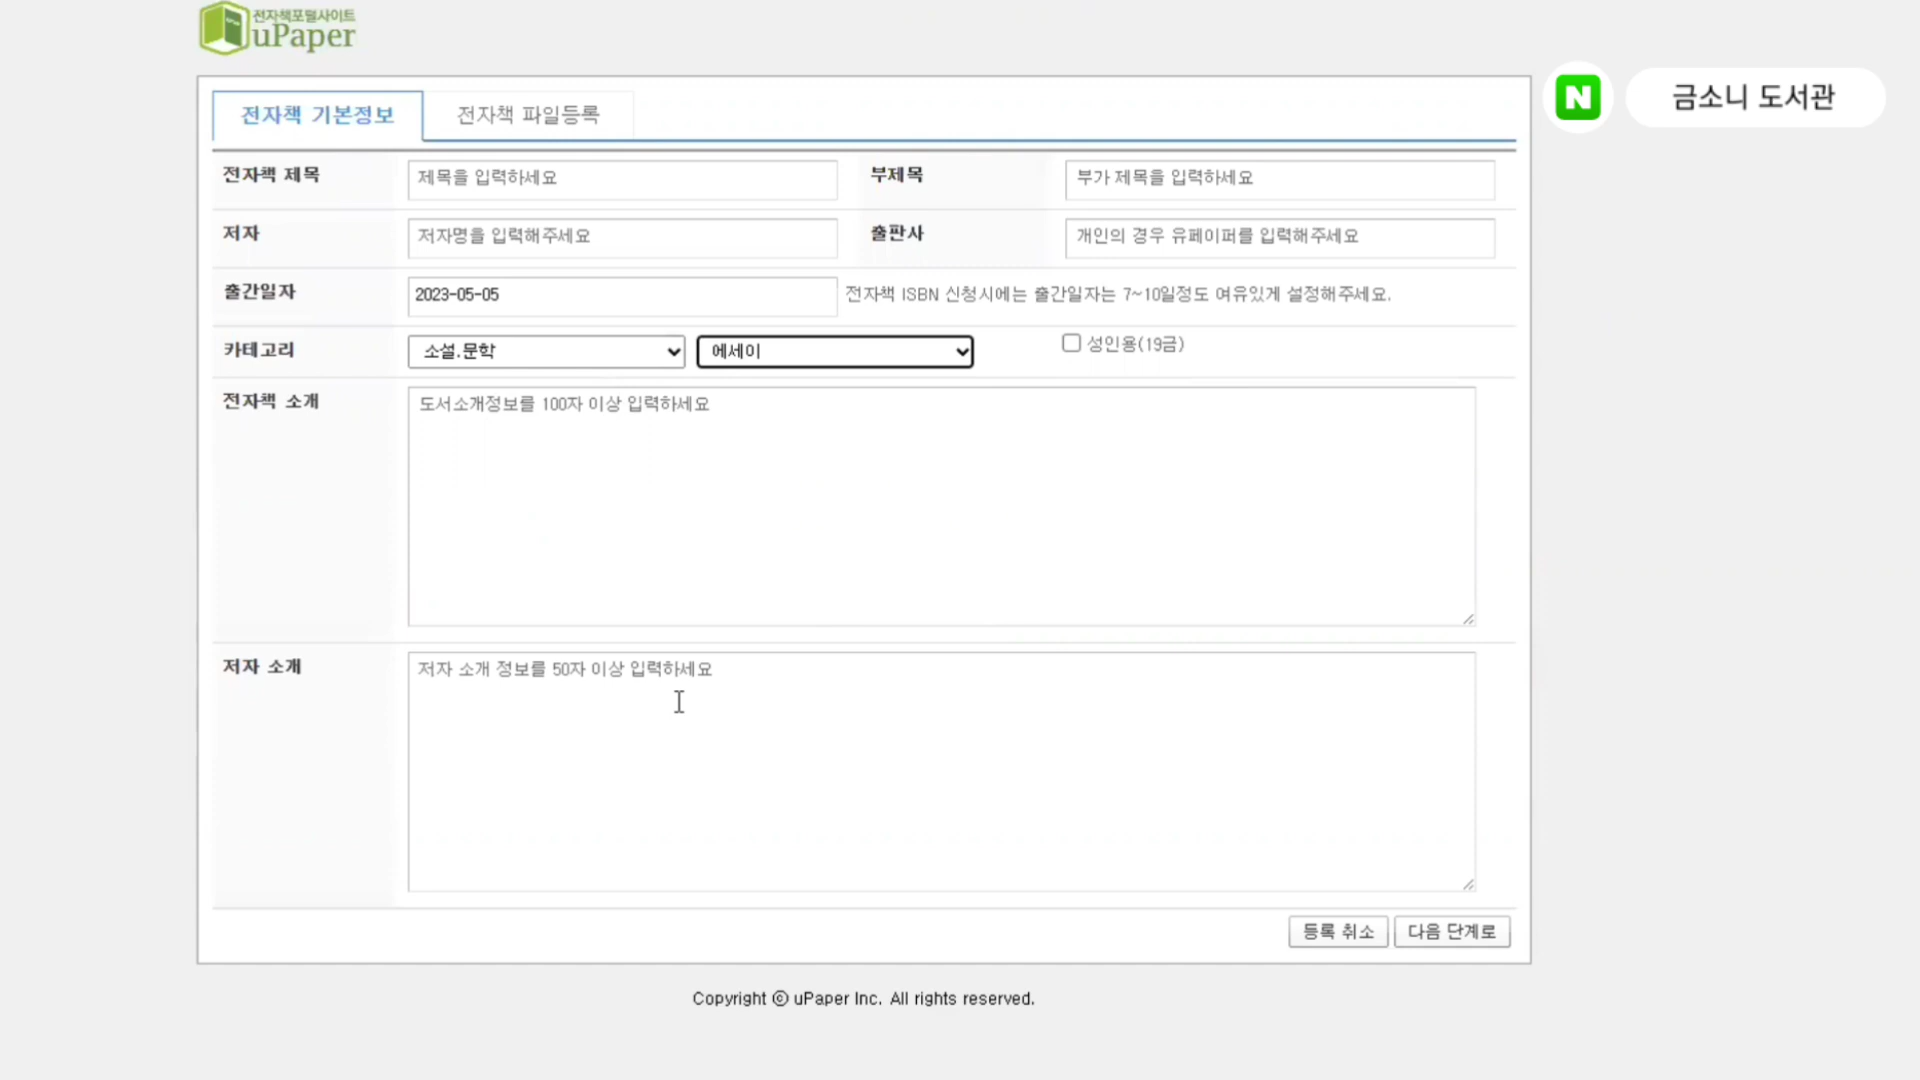 전자책포털사이트
uPaper
N
금소니 도서관
전자책 기본정보
전자책 파일등록
전자책 제목
제목을 입력하세요
부제목
부가 제목을 입력하세요
저자
저자명을 입력해주세요
출판사
개인의 경우 유페이퍼를 입력해주세요
출간일자
2023-05-05
전자책 ISBN 신청시에는 출간일자는 7~10일정도 여유있게 설정해주세요.
카테고리
소설.문학
에세이
성인용(19금)
전자책 소개
도서소개정보를 100자 이상 입력하세요
저자 소개
저자 소개 정보를 50자 이상 입력하세요
등록 취소
다음 단계로
Copyright ⓒ uPaper Inc. All rights reserved.